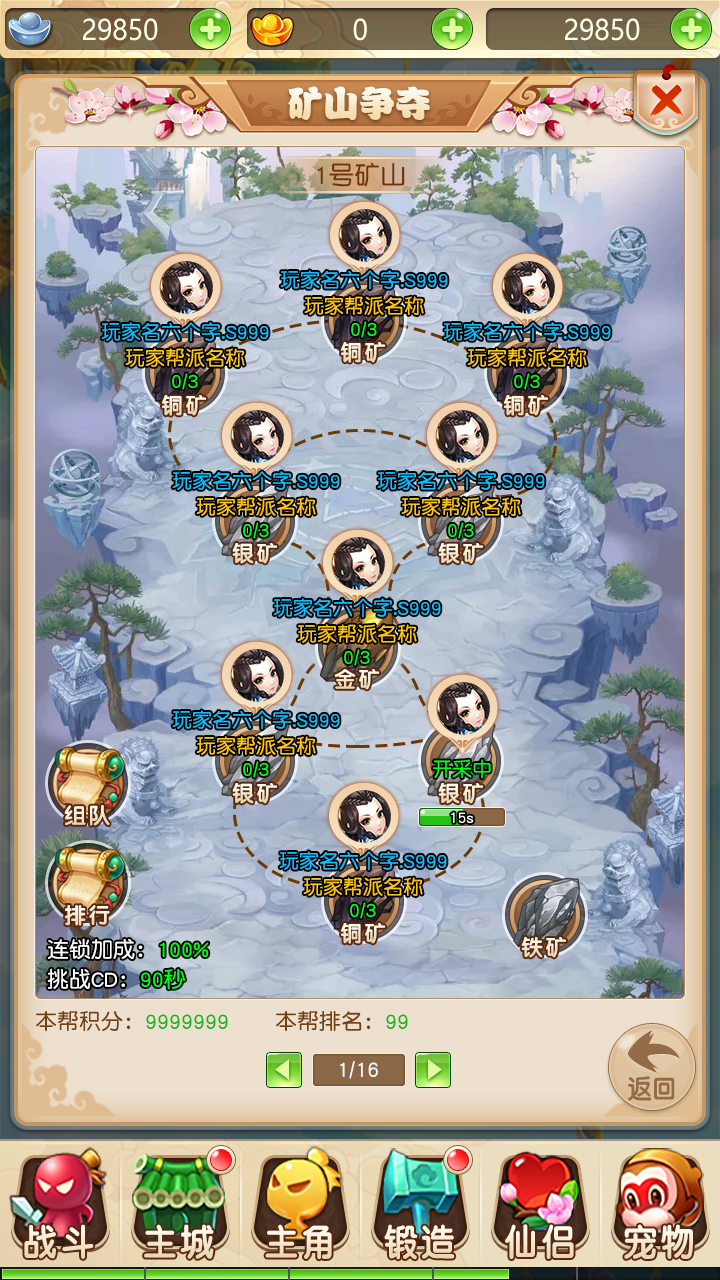 29850
0
29850
矿山争夺
1号矿山
玩家名六个字.S999
玩家帮派名称
0/3
铜矿
玩家名六个字.S999
玩家帮派名称
0/3
铜矿
玩家名六个字.S999
玩家帮派名称
0/3
铜矿
玩家名六个字.S999
玩家帮派名称
0/3
银矿
玩家名六个字.S999
玩家帮派名称
0/3
银矿
玩家名六个字.S999
玩家帮派名称
0/3
金矿
玩家名六个字.S999
玩家帮派名称
0/3
银矿
开采中
银矿
15s
玩家名六个字.S999
玩家帮派名称
0/3
铜矿
铁矿
组队
排行
连锁加成：100%
挑战CD：90秒
本帮积分：9999999
本帮排名：99
1/16
返回
战斗
主城
主角
锻造
仙侣
宠物